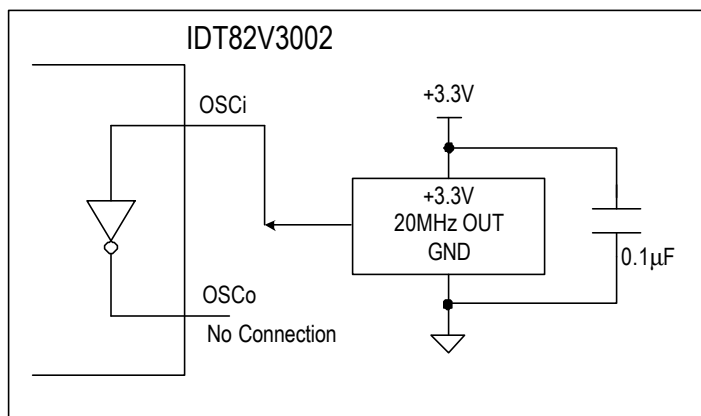 IDT82V3002
OSCi
+3.3V
+3.3V
20MHz OUT
GND
0.1μF
OSCo
No Connection